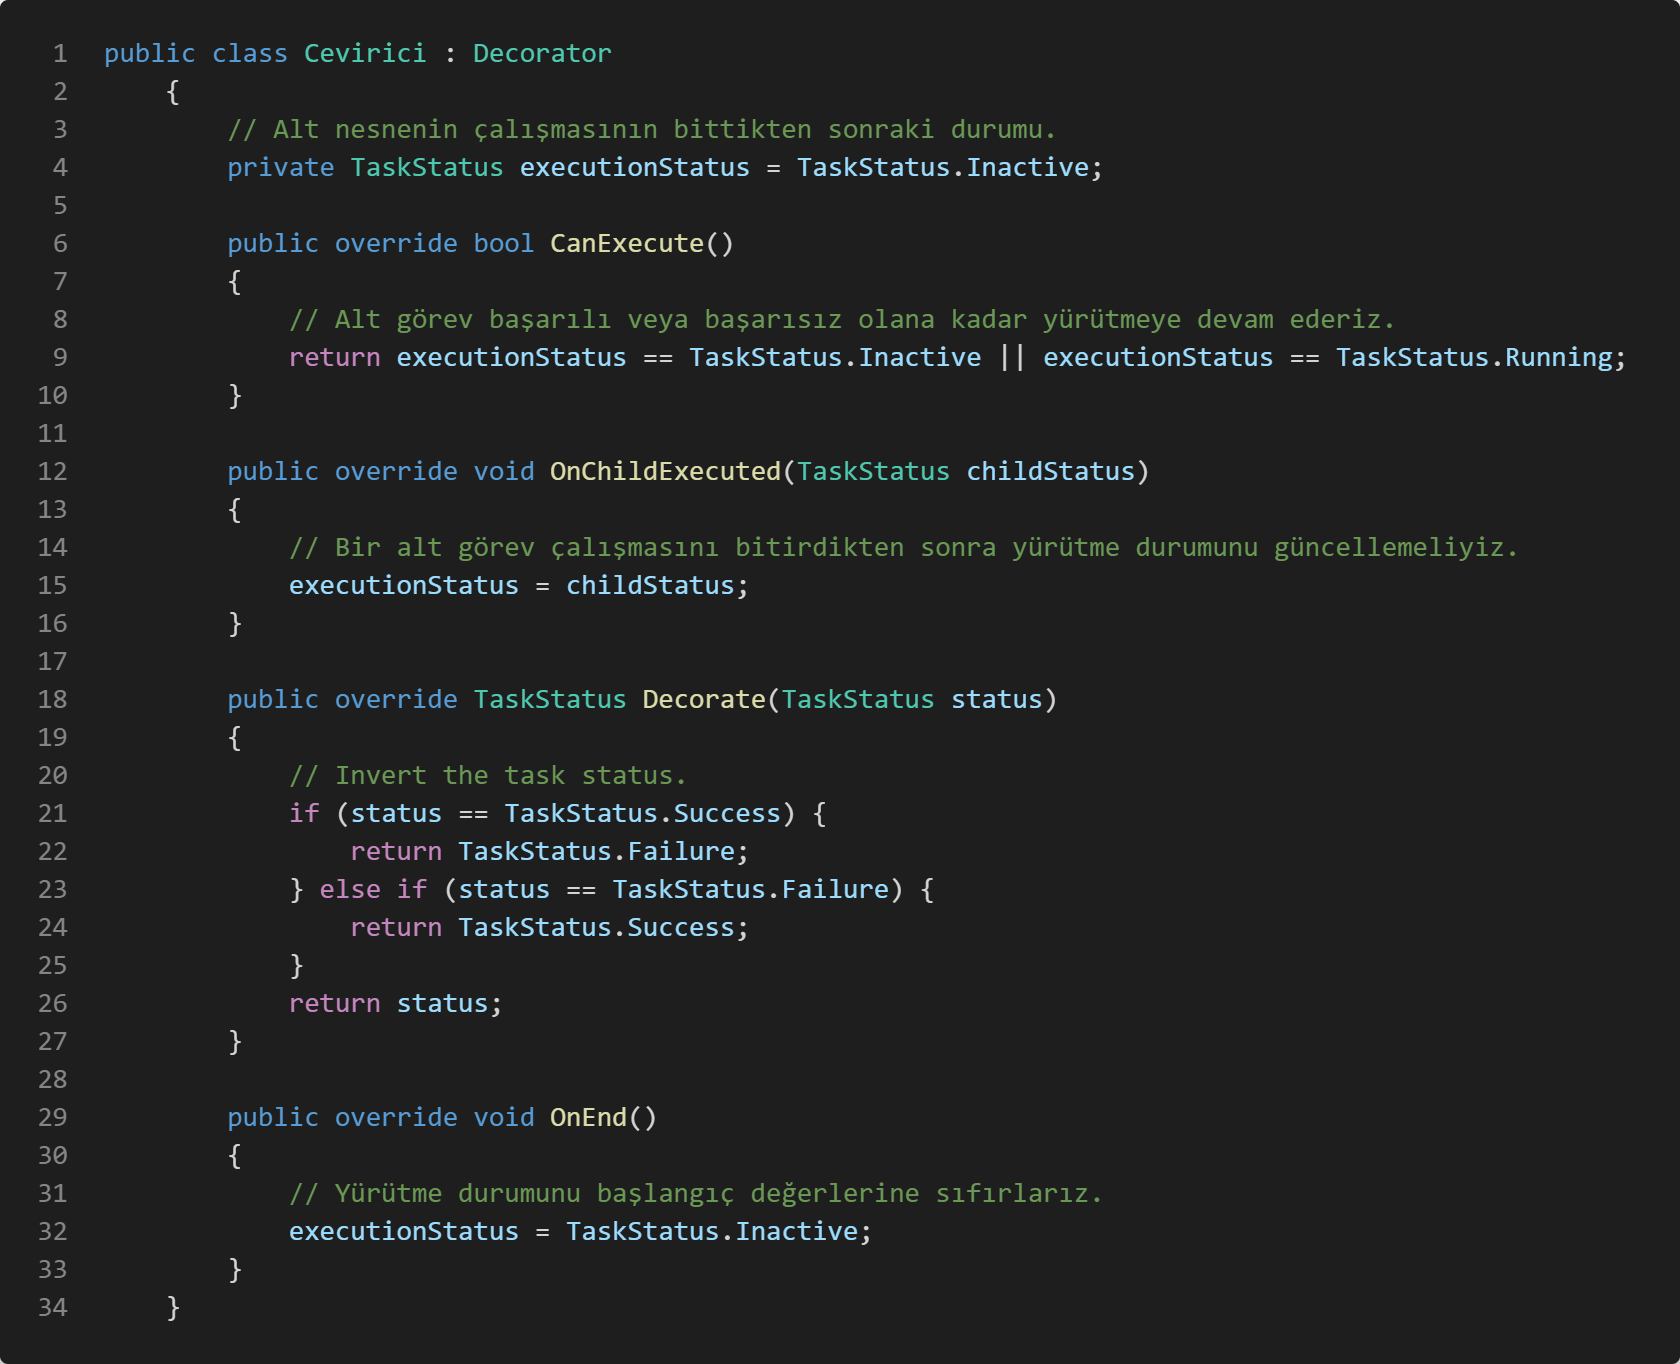 1 public class Cevirici : Decorator
2     {
3         // Alt nesnenin çalışmasının bittikten sonraki durumu.
4         private TaskStatus executionStatus = TaskStatus.Inactive;
5
6         public override bool CanExecute()
7         {
8             // Alt görev başarılı veya başarısız olana kadar yürütmeye devam ederiz.
9             return executionStatus == TaskStatus.Inactive || executionStatus == TaskStatus.Running;
10         }
11
12         public override void OnChildExecuted(TaskStatus childStatus)
13         {
14             // Bir alt görev çalışmasını bitirdikten sonra yürütme durumunu güncellemeliyiz.
15             executionStatus = childStatus;
16         }
17
18         public override TaskStatus Decorate(TaskStatus status)
19         {
20             // Invert the task status.
21             if (status == TaskStatus.Success) {
22                 return TaskStatus.Failure;
23             } else if (status == TaskStatus.Failure) {
24                 return TaskStatus.Success;
25             }
26             return status;
27         }
28
29         public override void OnEnd()
30         {
31             // Yürütme durumunu başlangıç değerlerine sıfırlarız.
32             executionStatus = TaskStatus.Inactive;
33         }
34     }